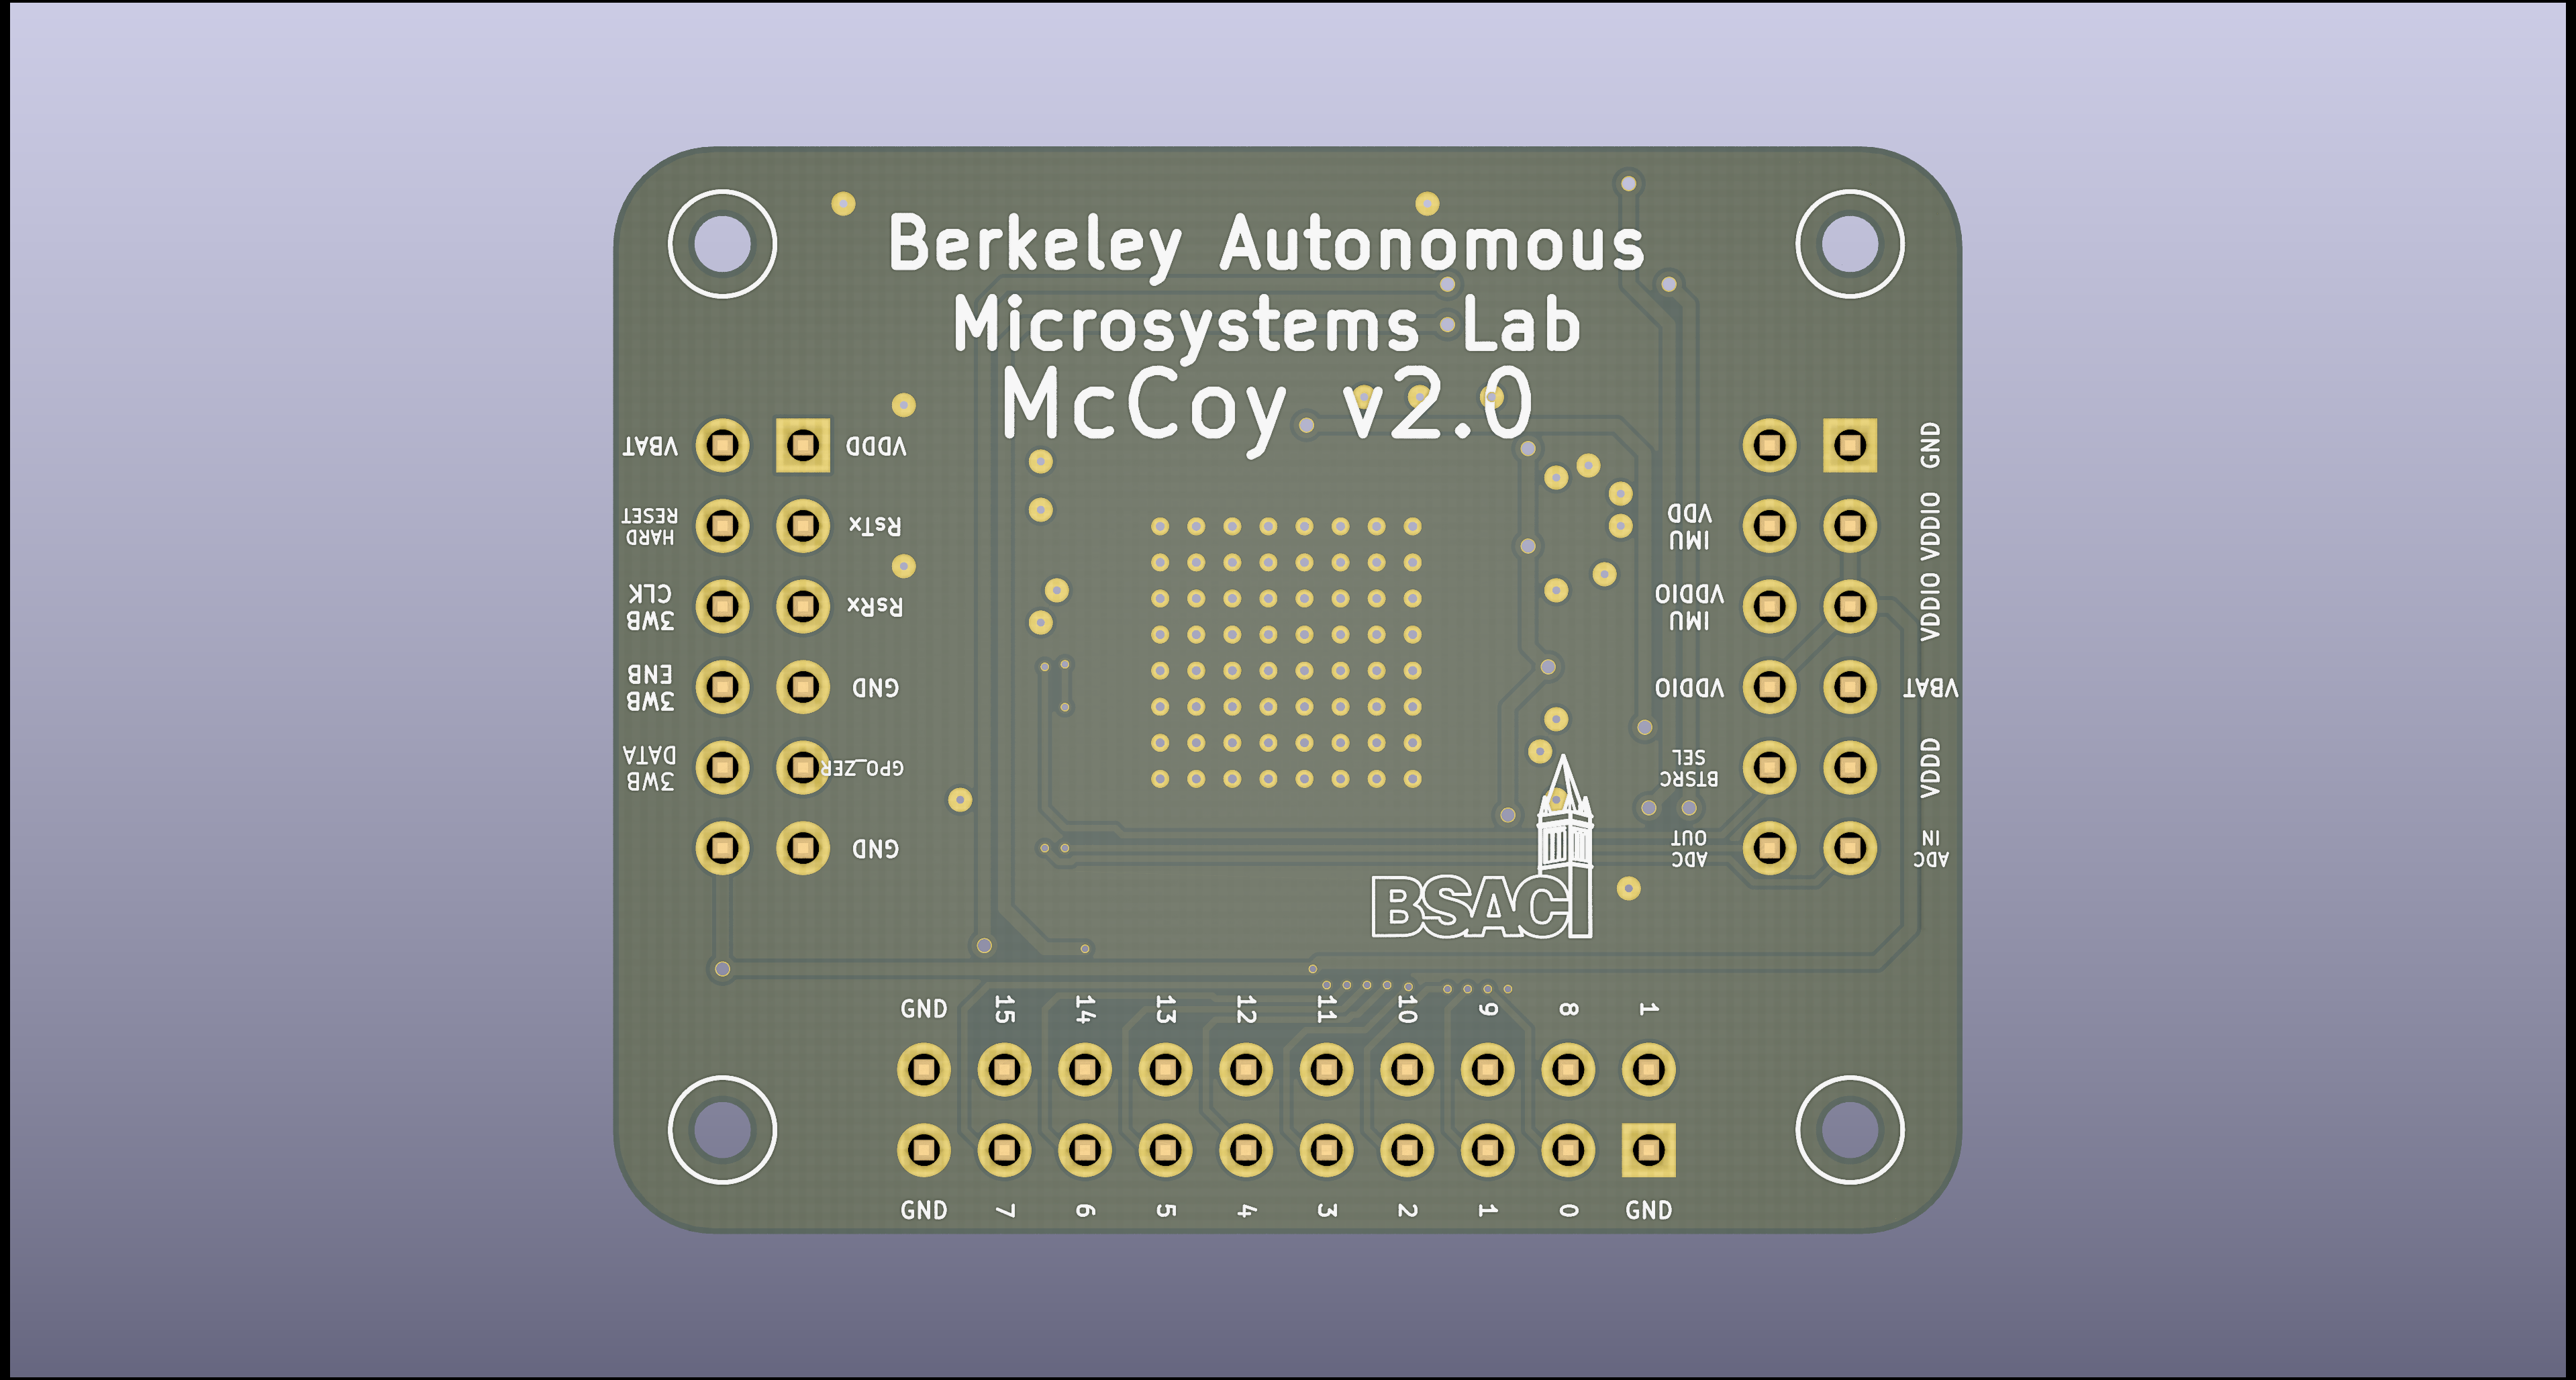 Berkeley Autonomous
Microsystems Lab
McCoy v2.0
VBAT
VDDD
HARD
RESET
RsTx
3WB
CLK
RsRx
3WB
ENB
GND
3WB
DATA
GPO_ZER
GND
GND
IMU
VDD
VDDIO
IMU
VDDIO
VDDIO
VDDIO
VBAT
BTSRC
SEL
VDDD
ADC
OUT
ADC
IN
BSAC
GND 15 14 13 12 11 10 9 8 1
GND 7 6 5 4 3 2 1 0 GND